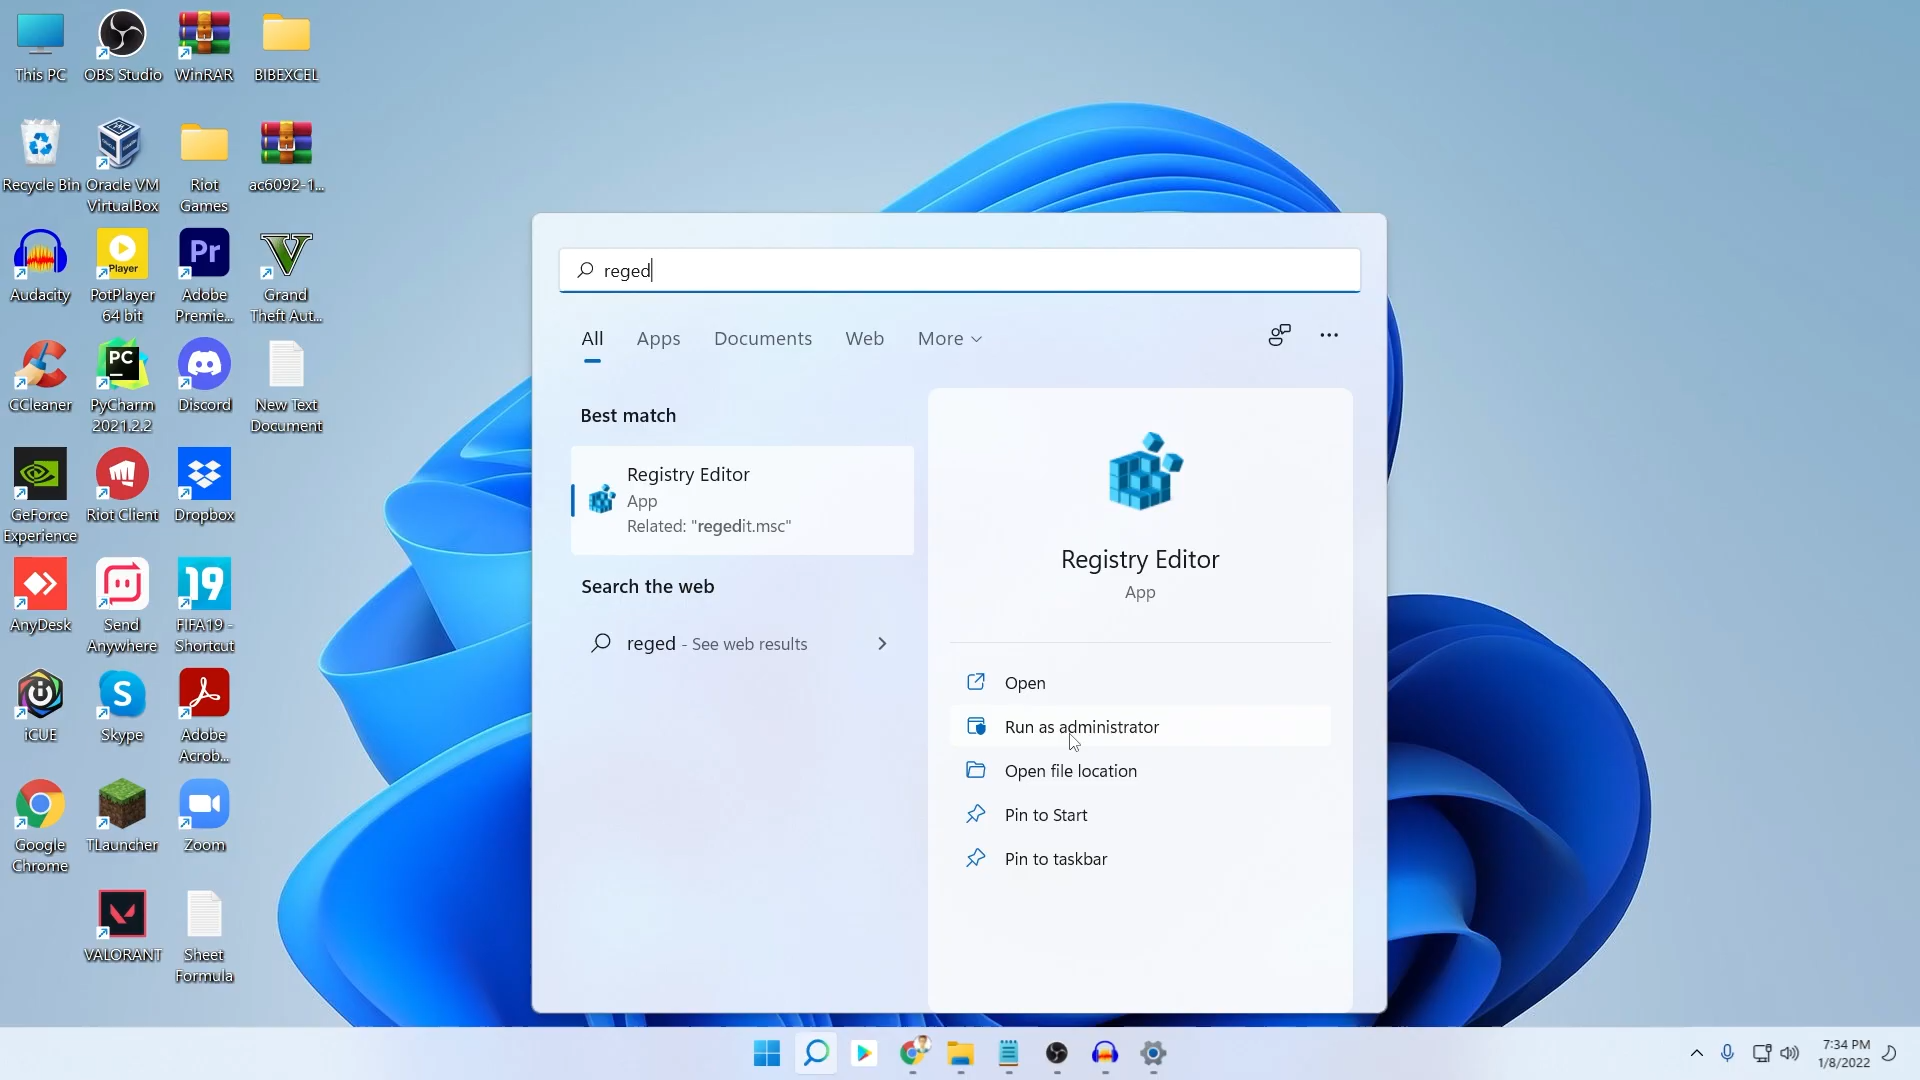 This PC
OBS Studio
WinRAR
BIBEXCEL
Recycle Bin
Oracle VM
VirtualBox
Riot
Games
ac6092-1...
Audacity
Player
PotPlayer
64 bit
Pr
Adobe
Premie...
V
Grand
Theft Aut...
CCleaner
PC
PyCharm
2021.2.2
Discord
New Text
Document
GeForce
Experience
Riot Client
Dropbox
AnyDesk
Send
Anywhere
19
FIFA19 -
Shortcut
iCUE
S
Skype
Adobe
Acrob...
Google
Chrome
TLauncher
Zoom
VALORANT
Sheet
Formula
reged
All
Apps
Documents
Web
More
Best match
Registry Editor
App
Related: "regedit.msc"
Search the web
reged - See web results
Registry Editor
App
Open
Run as administrator
Open file location
Pin to Start
Pin to taskbar
7:34 PM
1/8/2022